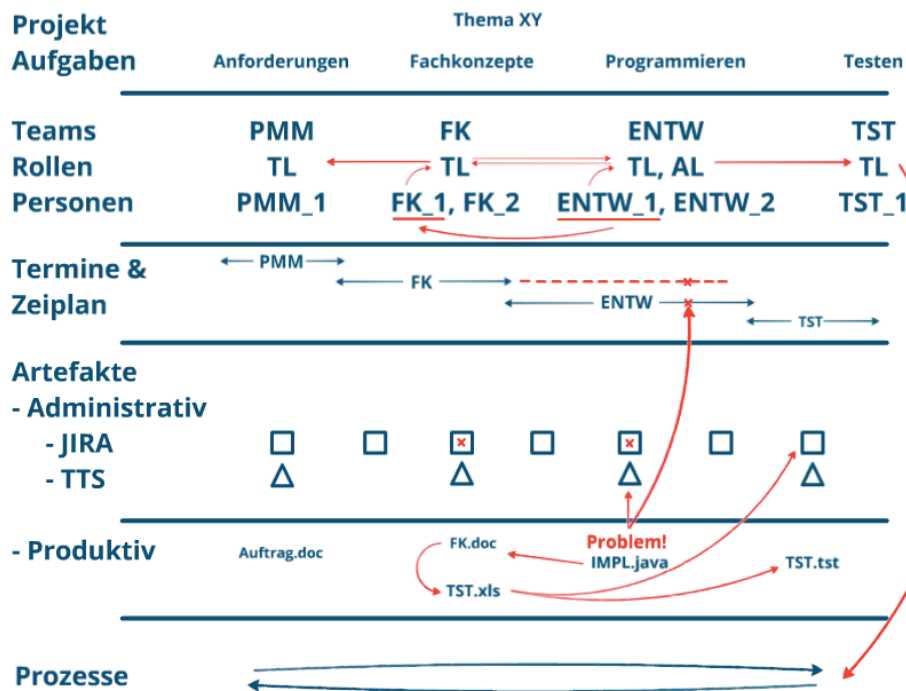 Projekt
Thema XY
Aufgaben Anforderungen Fachkonzepte Programmieren Testen
Teams PMM FK ENTW TST
Rollen TL TL TL, AL TL
Personen PMM_1 FK_1, FK_2 ENTW_1, ENTW_2 TST_1
Termine &
Zeiplan
PMM
FK
ENTW
TST
Artefakte
- Administrativ
- JIRA
- TTS
- Produktiv
Auftrag.doc
FK.doc
TST.xls
Problem!
IMPL.java
TST.tst
Prozesse